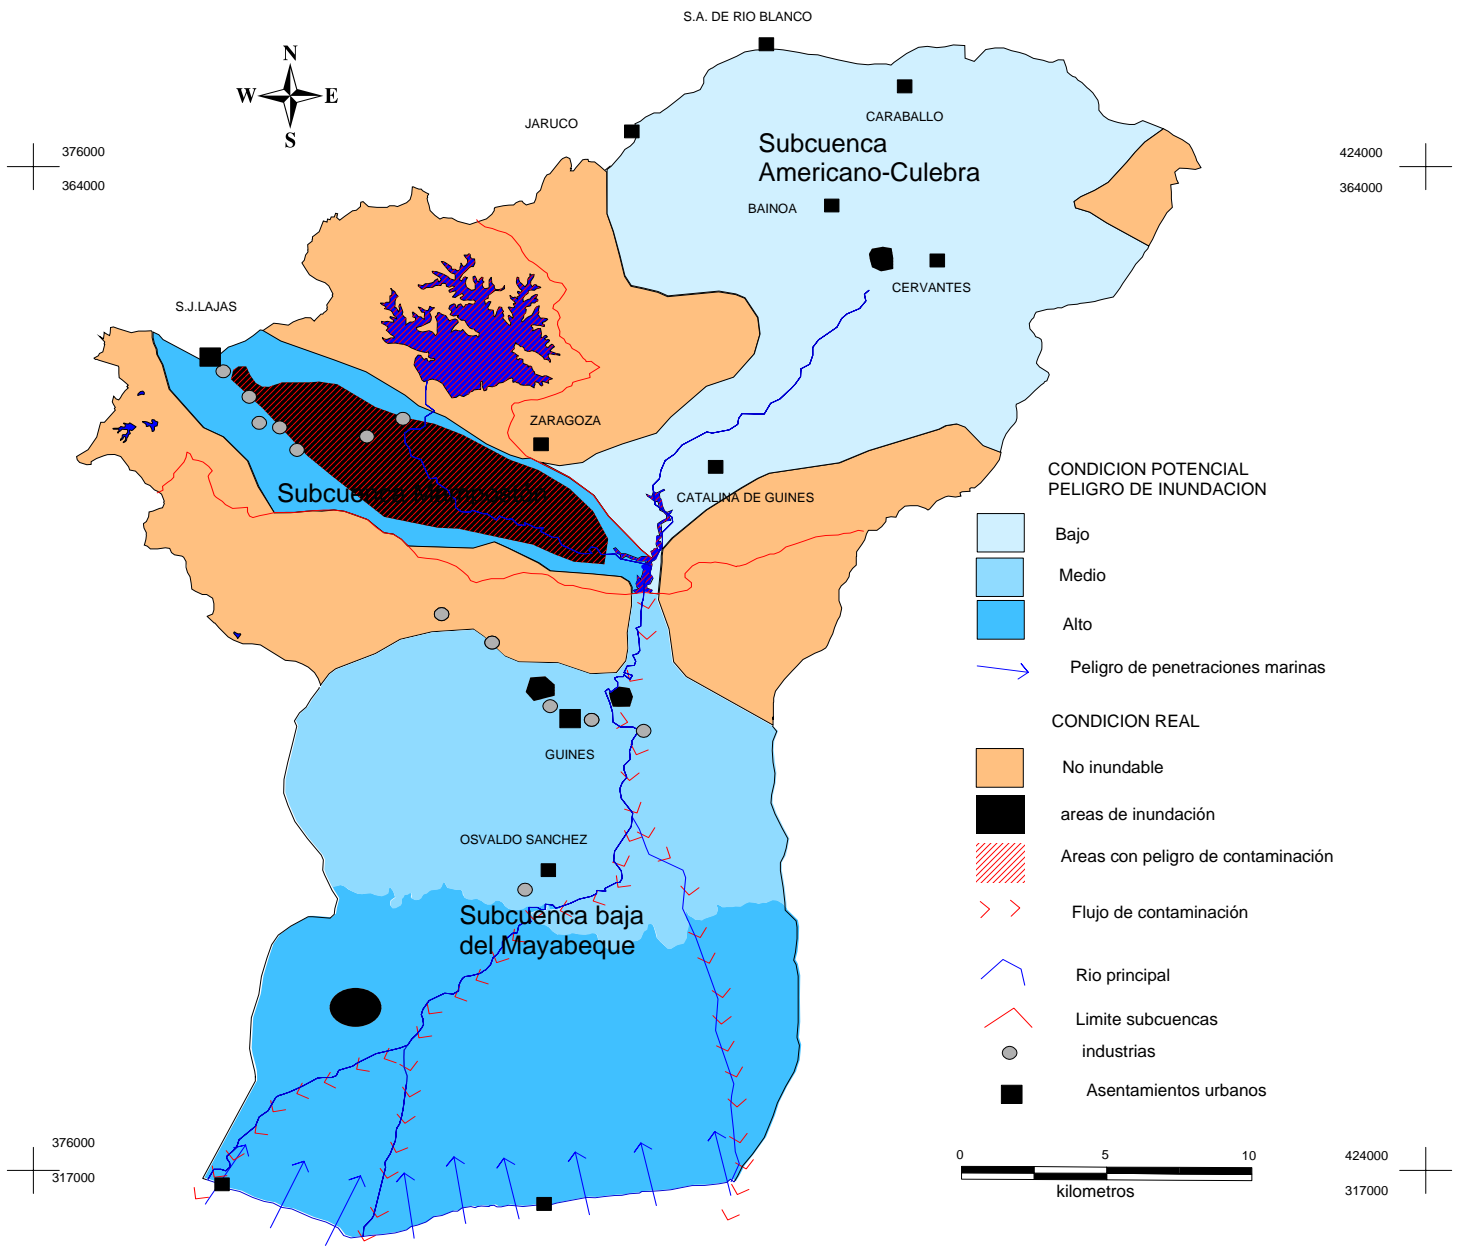 S.A. DE RIO BLANCO
N
W E
S
CARABALLO
JARUCO
376000
364000
424000
364000
Subcuenca
Americano-Culebra
BAINOA
CERVANTES
S.J.LAJAS
ZARAGOZA
Subcuenca Mamposton
CATALINA DE GUINES
GUINES
OSVALDO SANCHEZ
Subcuenca baja
del Mayabeque
376000
317000
CONDICION POTENCIAL
PELIGRO DE INUNDACION
Bajo
Medio
Alto
Peligro de penetraciones marinas
CONDICION REAL
No inundable
areas de inundación
Areas con peligro de contaminación
Flujo de contaminación
Rio principal
Limite subcuencas
industrias
Asentamientos urbanos
0 5 10
kilometros
424000
317000